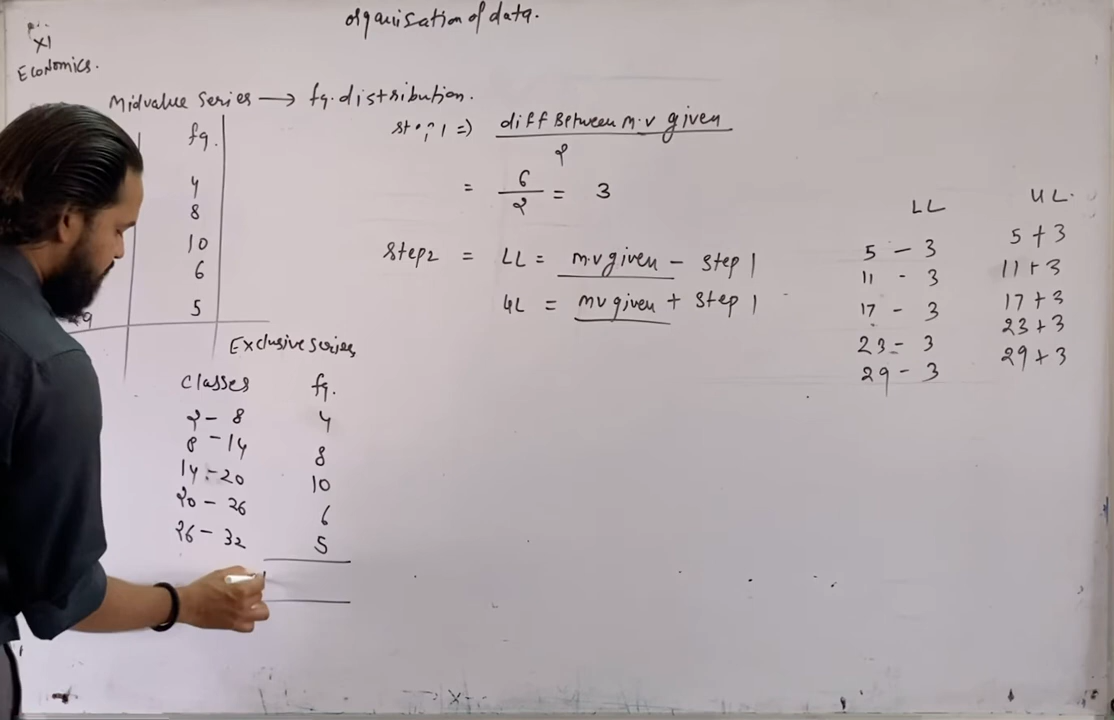 organisation of data.
XI
Economics.
Midvalue Series → fq. distribution.
fq.
4
8
10
6
5
29
Step 1 => diff Between m.v given
2
= 6/2 = 3
Step2 = LL = m.v given - Step 1
UL = mv given + Step 1
LL UL.
5 - 3 5 + 3
11 - 3 11 + 3
17 - 3 17 + 3
23 - 3 23 + 3
29 - 3 29 + 3
Exclusive series
Classes fq.
2 - 8 4
8 - 14 8
14 - 20 10
20 - 26 6
26 - 32 5